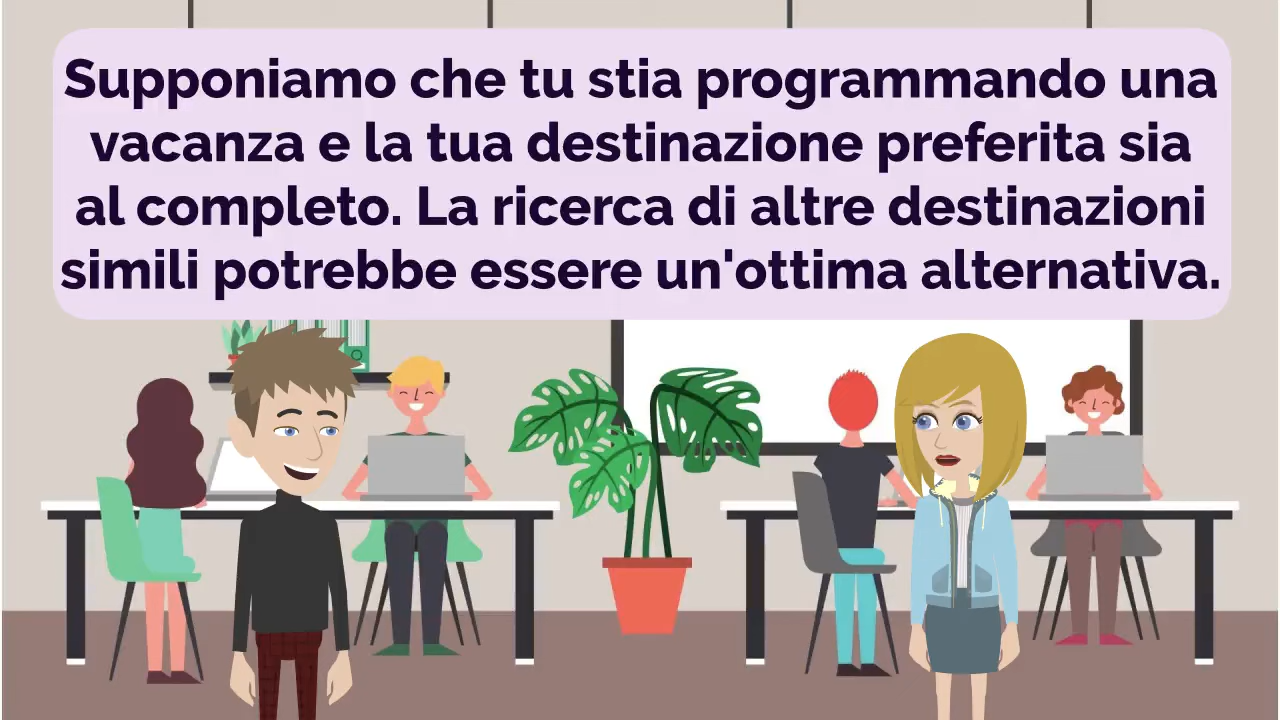 Supponiamo che tu stia programmando una
vacanza e la tua destinazione preferita sia
al completo. La ricerca di altre destinazioni
simili potrebbe essere un'ottima alternativa.